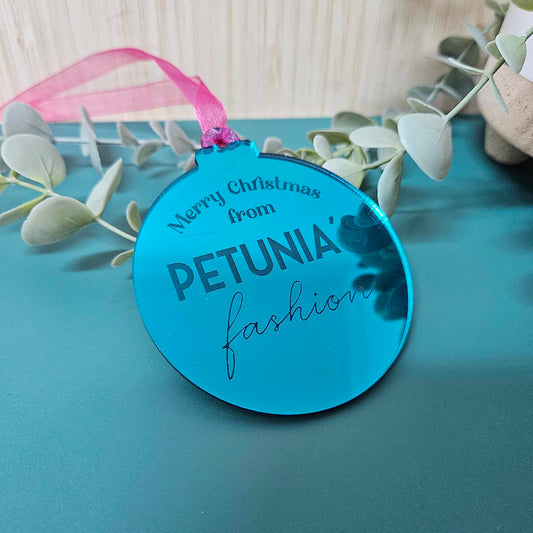 Merry Christmas
from
PETUNIA'
fashion